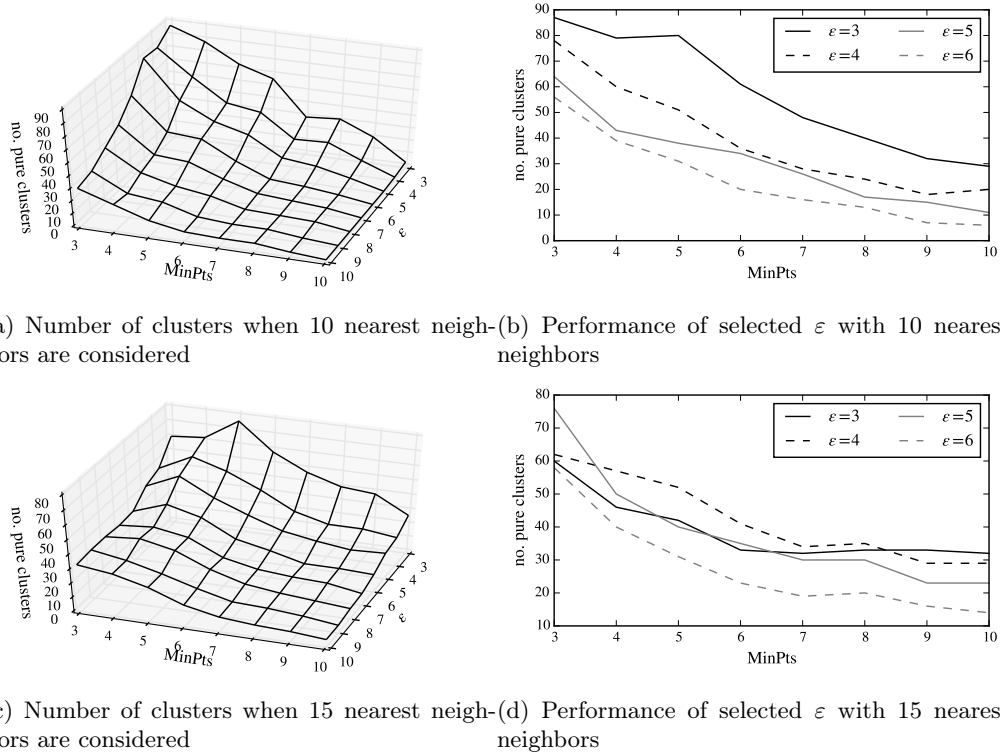 90
80
70
60
50
40
30
20
10
0
no. pure clusters
3 4 5 6 7 8 9 10
MinPts
3 4 5 6 7 8 9 10
ε
90
80
70
60
50
40
30
20
10
0
no. pure clusters
3 4 5 6 7 8 9 10
MinPts
ε=3 ε=5
ε=4 ε=6
a) Number of clusters when 10 nearest neigh-
ors are considered
(b) Performance of selected ε with 10 neares
neighbors
80
70
60
50
40
30
20
10
0
no. pure clusters
3 4 5 6 7 8 9 10
MinPts
3 4 5 6 7 8 9 10
ε
80
70
60
50
40
30
20
10
no. pure clusters
3 4 5 6 7 8 9 10
MinPts
ε=3 ε=5
ε=4 ε=6
c) Number of clusters when 15 nearest neigh-
ors are considered
(d) Performance of selected ε with 15 neares
neighbors